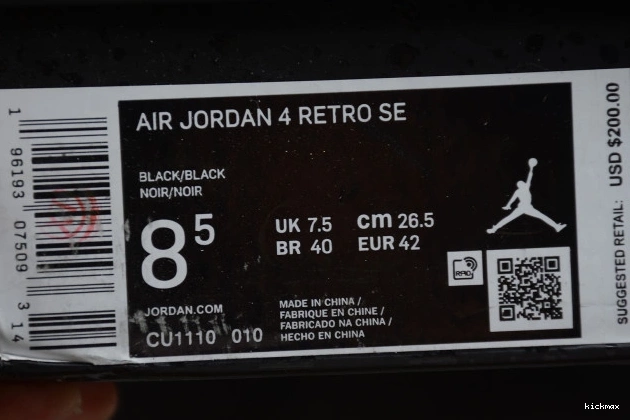 1 96193 07509 3 14
AIR JORDAN 4 RETRO SE
BLACK/BLACK
NOIR/NOIR
8 5
UK 7.5 cm 26.5
BR 40 EUR 42
RFID
JORDAN.COM
CU1110 010
MADE IN CHINA /
FABRIQUE EN CHINE /
FABRICADO NA CHINA /
HECHO EN CHINA
SUGGESTED RETAIL: USD $200.00
kickmax